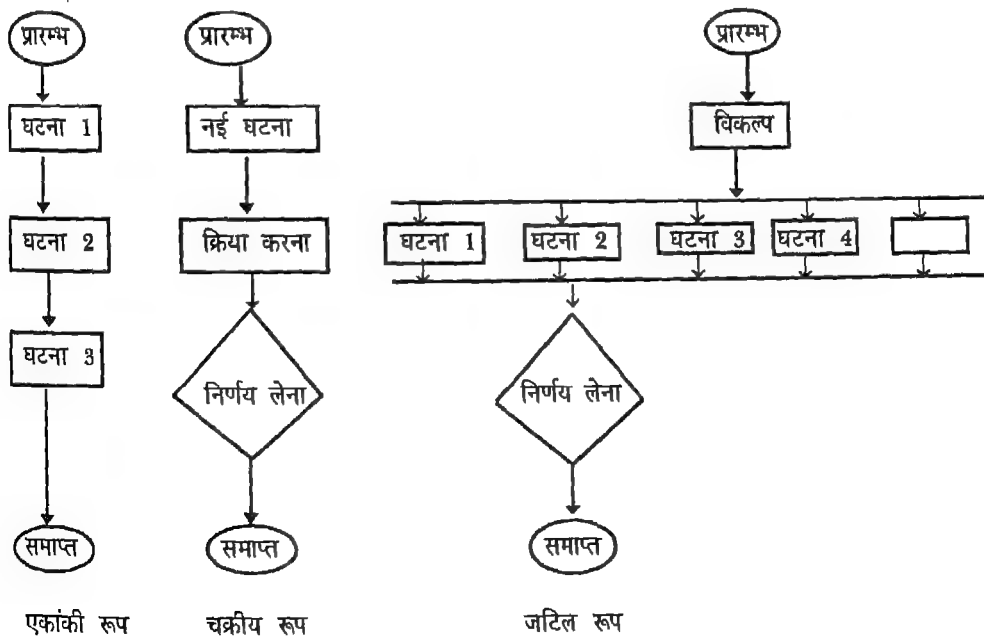 प्रारम्भ
घटना 1
घटना 2
घटना 3
समाप्त
एकांकी रूप
प्रारम्भ
नई घटना
क्रिया करना
निर्णय लेना
समाप्त
चक्रीय रूप
प्रारम्भ
विकल्प
घटना 1 घटना 2 घटना 3 घटना 4
निर्णय लेना
समाप्त
जटिल रूप